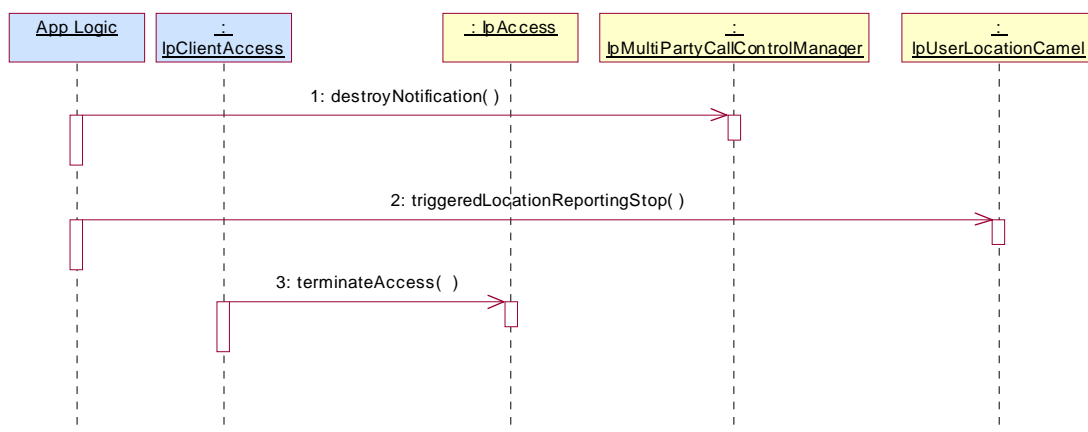 App Logic
:
IpClientAccess
: IpAccess
:
IpMultiPartyCallControlManager
:
IpUserLocationCamel
1: destroyNotification( )
2: triggeredLocationReportingStop( )
3: terminateAccess(  )